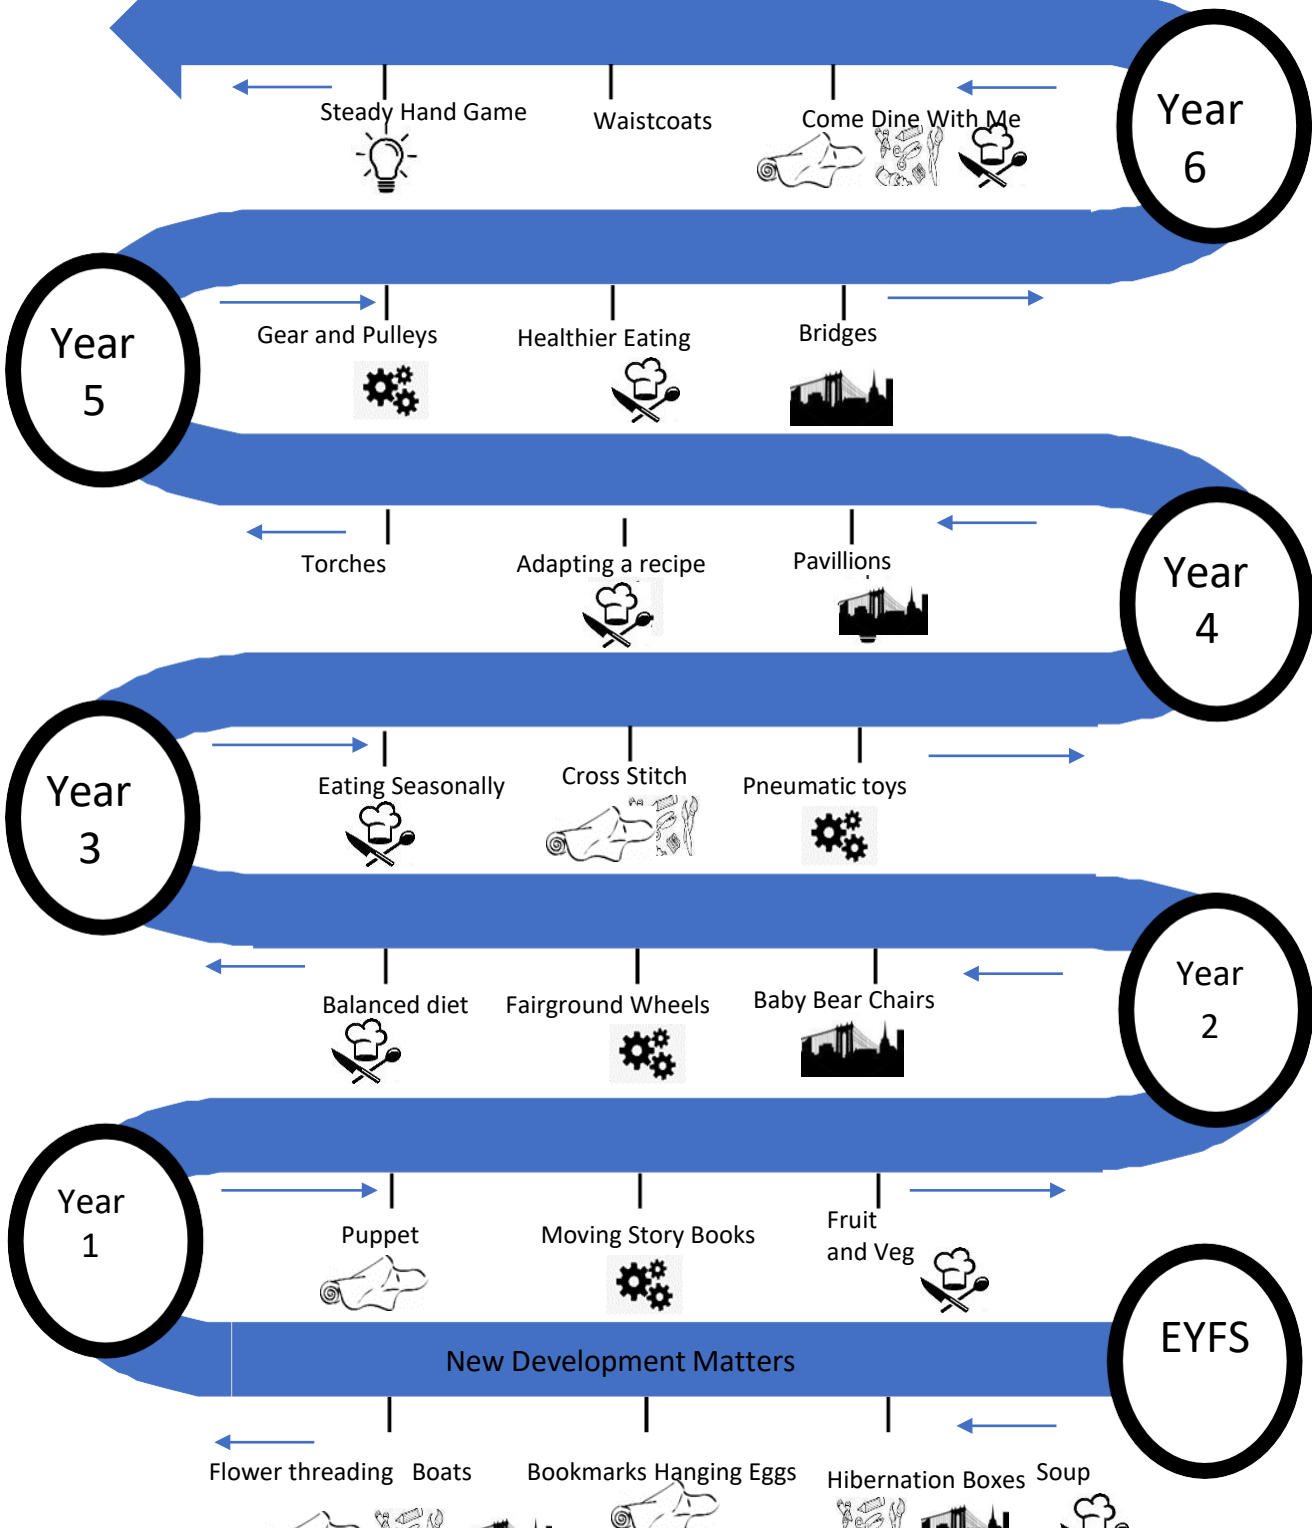 Steady Hand Game
Waistcoats
Come Dine With Me
Year
6
Year
5
Gear and Pulleys
Healthier Eating
Bridges
Torches
Adapting a recipe
Pavillions
Year
4
Year
3
Eating Seasonally
Cross Stitch
Pneumatic toys
Balanced diet
Fairground Wheels
Baby Bear Chairs
Year
2
Year
1
Puppet
Moving Story Books
Fruit
and Veg
EYFS
New Development Matters
Flower threading
Boats
Bookmarks Hanging Eggs
Hibernation Boxes
Soup